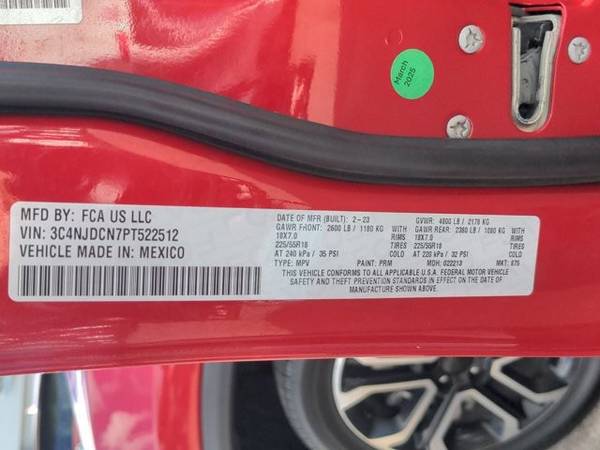 March
2025
MFD BY: FCA US LLC
VIN: 3C4NJDCN7PT522512
VEHICLE MADE IN: MEXICO
DATE OF MFR (BUILT): 2-23 GVWR: 4800 LB / 2178 KG
GAWR FRONT: 2600 LB / 1180 KG WITH GAWR REAR: 2380 LB / 1080 KG WITH
18X7.0 RIMS 18X7.0 RIMS
225/55R18 TIRES 225/55R18 TIRES
AT 240 kPa / 35 PSI AT 220 kPa / 32 PSI
TYPE: MPV PAINT: PRM MDH: 022213 MKT: 876
THIS VEHICLE CONFORMS TO ALL APPLICABLE U.S.A. FEDERAL MOTOR VEHICLE
SAFETY AND THEFT PREVENTION STANDARDS IN EFFECT ON THE DATE OF
MANUFACTURE SHOWN ABOVE.